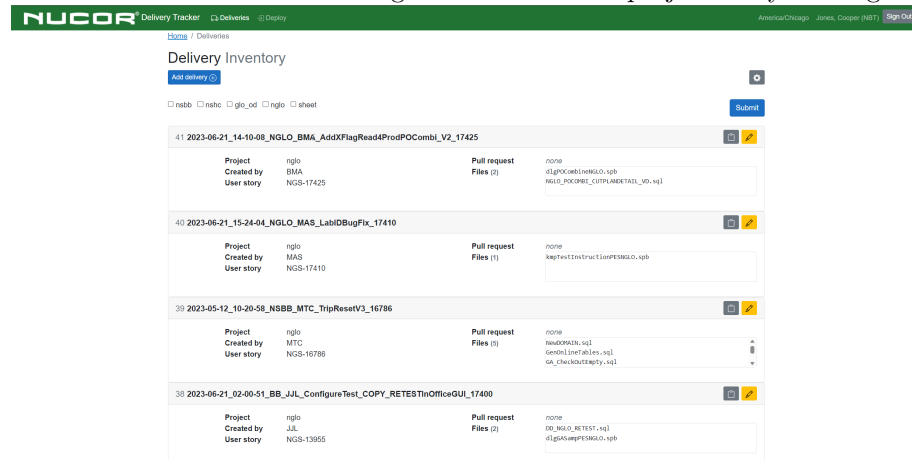 NUCOR® Delivery Tracker Deliveries Deploy America/Chicago Jones, Cooper (NBT) Sign Out
Home / Deliveries
Delivery Inventory
Add delivery
nsbb nshc glo_od nglo sheet Submit
41 2023-06-21_14-10-08_NGLO_BMA_AddXFlagRead4ProdPOCombi_V2_17425
Project nglo Pull request none
Created by BMA Files (2) dlgPOCombineNGLO.spb
User story NGS-17425 NGLO_POCOMBI_CUTPLANDETAIL_VD.sql
40 2023-06-21_15-24-04_NGLO_MAS_LabIDBugFix_17410
Project nglo Pull request none
Created by MAS Files (1) kmpTestInstructionPESNGLO.spb
User story NGS-17410
39 2023-05-12_10-20-58_NSBB_MTC_TripResetV3_16786
Project nglo Pull request none
Created by MTC Files (5) NewDOMAIN.sql
User story NGS-16786 GenOnlineTables.sql
GA_CheckOutEmpty.sql
38 2023-06-21_02-00-51_BB_JJL_ConfigureTest_COPY_RETESTInOfficeGUI_17400
Project nglo Pull request none
Created by JJL Files (2) DD_NGLO_RETEST.sql
User story NGS-13955 dlgGASampPESNGLO.spb